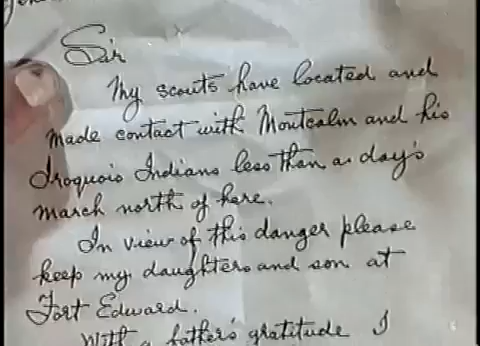 Sir
My scouts have located and
made contact with Montcalm and his
Iroquois Indians less than a day's
march north of here.
In view of this danger please
keep my daughters and son at
Fort Edward.
With a father's gratitude I